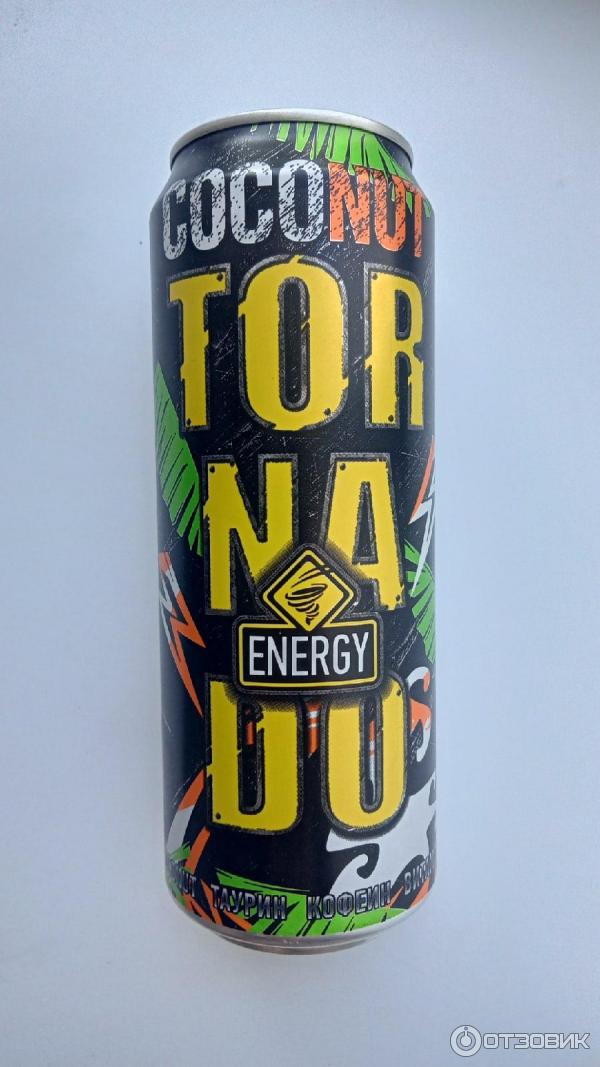 COCONUT
TOR
NA
ENERGY
DO
ТАУРИН КОФЕИН
ОТЗОВИК